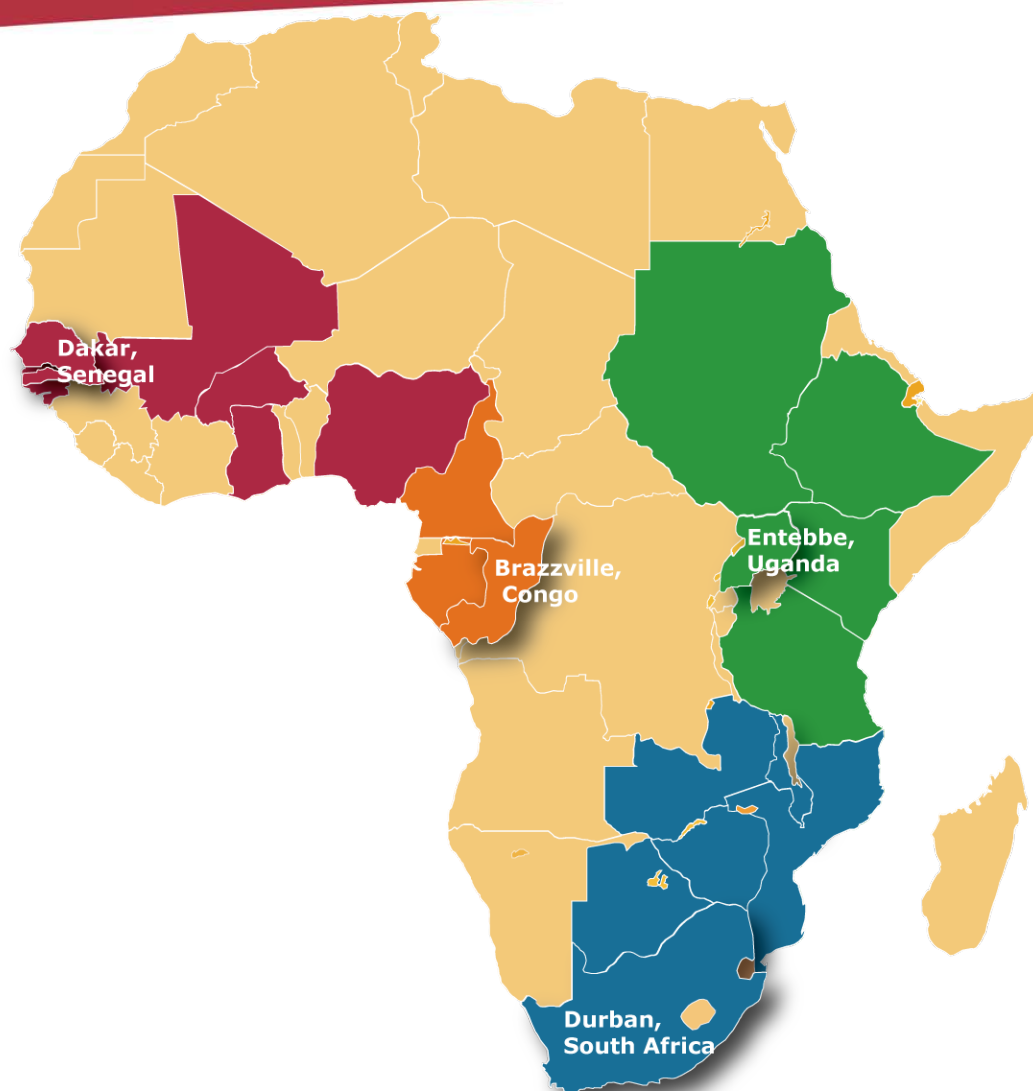 Dakar,
Senegal
Entebbe,
Uganda
Brazzville,
Congo
Durban,
South Africa